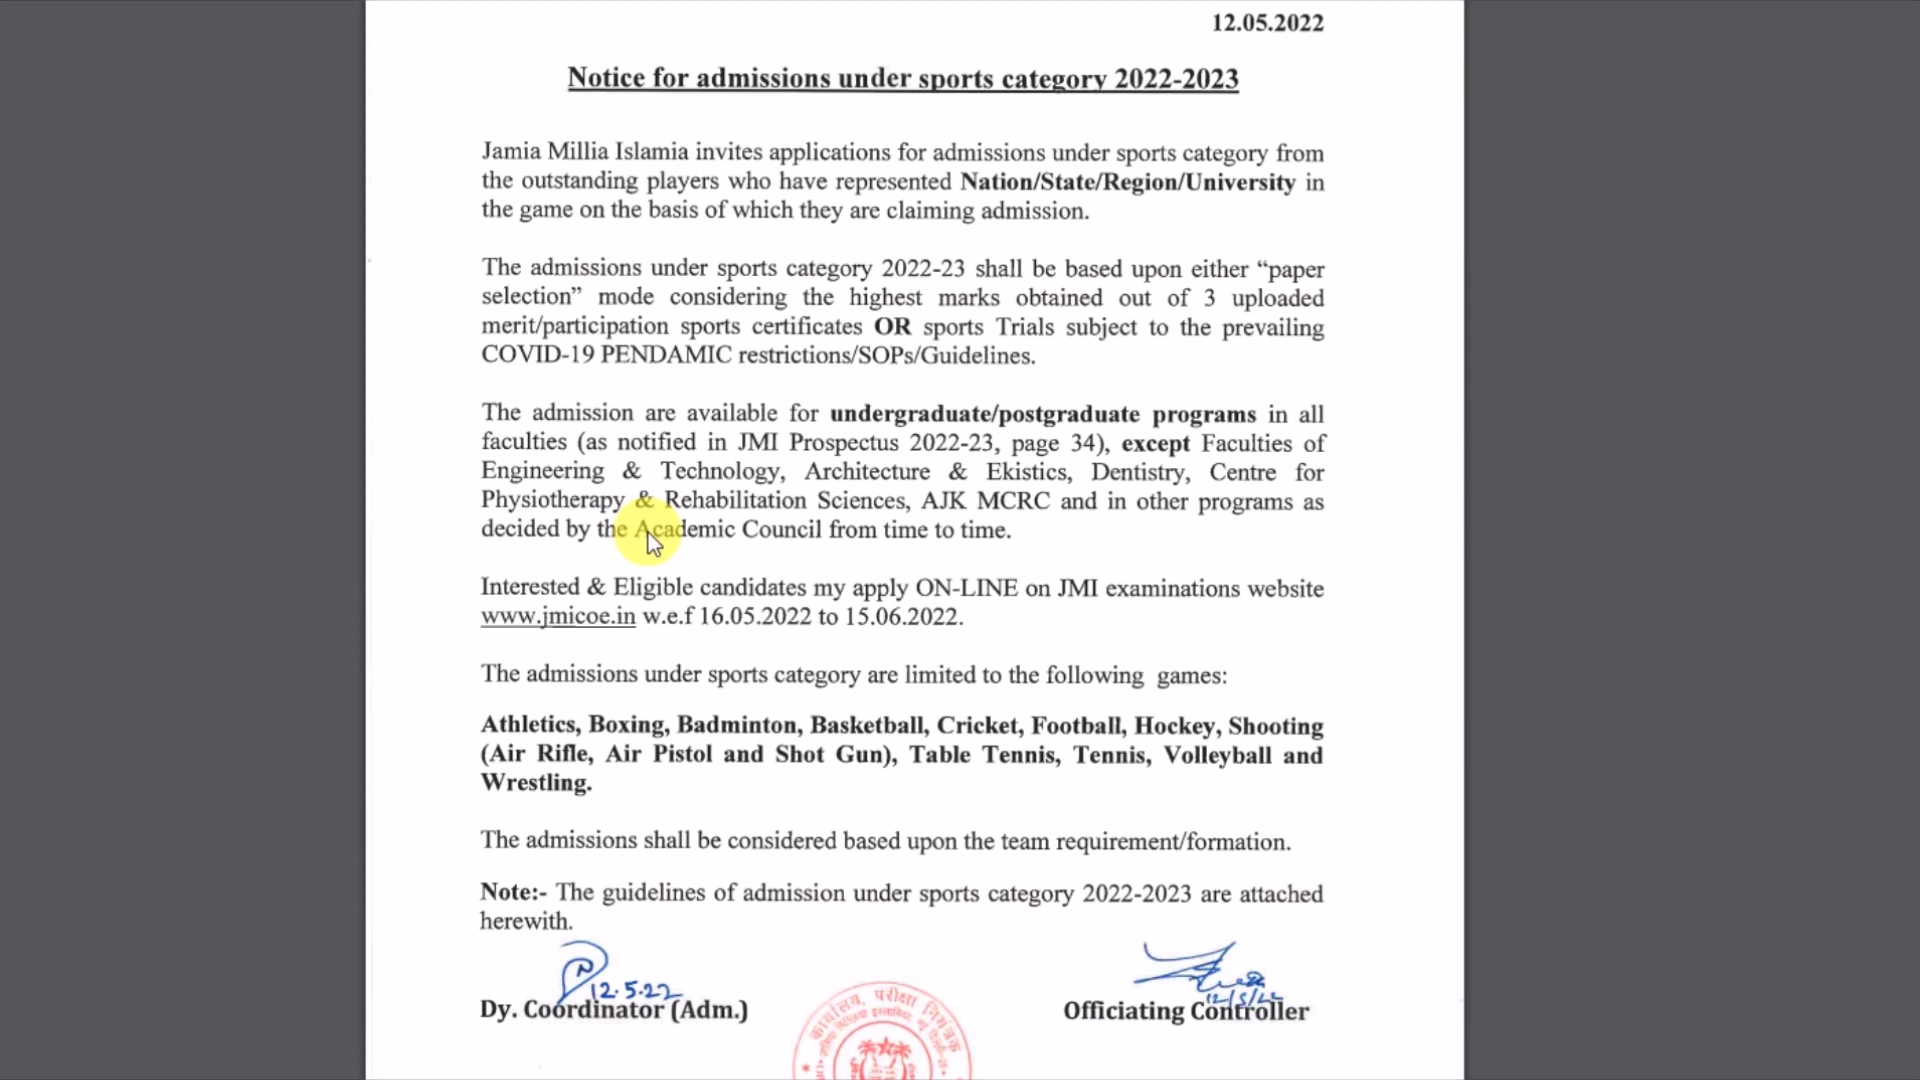 12.05.2022
Notice for admissions under sports category 2022-2023
Jamia Millia Islamia invites applications for admissions under sports category from
the outstanding players who have represented Nation/State/Region/University in
the game on the basis of which they are claiming admission.
The admissions under sports category 2022-23 shall be based upon either “paper
selection” mode considering the highest marks obtained out of 3 uploaded
merit/participation sports certificates OR sports Trials subject to the prevailing
COVID-19 PENDAMIC restrictions/SOPs/Guidelines.
The admission are available for undergraduate/postgraduate programs in all
faculties (as notified in JMI Prospectus 2022-23, page 34), except Faculties of
Engineering & Technology, Architecture & Ekistics, Dentistry, Centre for
Physiotherapy & Rehabilitation Sciences, AJK MCRC and in other programs as
decided by the Academic Council from time to time.
Interested & Eligible candidates my apply ON-LINE on JMI examinations website
www.jmicoe.in w.e.f 16.05.2022 to 15.06.2022.
The admissions under sports category are limited to the following games:
Athletics, Boxing, Badminton, Basketball, Cricket, Football, Hockey, Shooting
(Air Rifle, Air Pistol and Shot Gun), Table Tennis, Tennis, Volleyball and
Wrestling.
The admissions shall be considered based upon the team requirement/formation.
Note:- The guidelines of admission under sports category 2022-2023 are attached
herewith.
12.5.22
12/5/22
Dy. Coordinator (Adm.)
Officiating Controller
कार्यालय, परीक्षा नियंत्रक